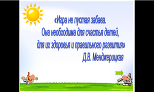 «Игра не пустая забава.
Она необходима для счастья детей,
для их здоровья и правильного развития»
Д.В. Менджерицкая